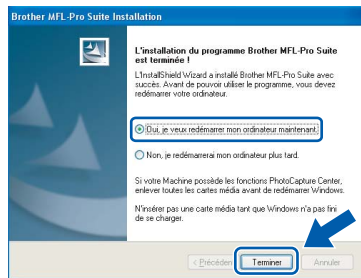 Brother MFL-Pro Suite Installation
L'installation du programme Brother MFL-Pro Suite
est terminée !
L'InstallShield Wizard a installé Brother MFL-Pro Suite avec
succès. Avant de pouvoir utiliser le programme, vous devez
redémarrer votre ordinateur.
Oui, je veux redémarrer mon ordinateur maintenant.
Non, je redémarrerai mon ordinateur plus tard.
Si votre Machine possède les fonctions PhotoCapture Center,
enlever toutes les cartes média avant de redémarrer Windows.
N'insérer pas une carte média tant que Windows n'a pas fini
de se charger.
< Précéden
Terminer
Annuler